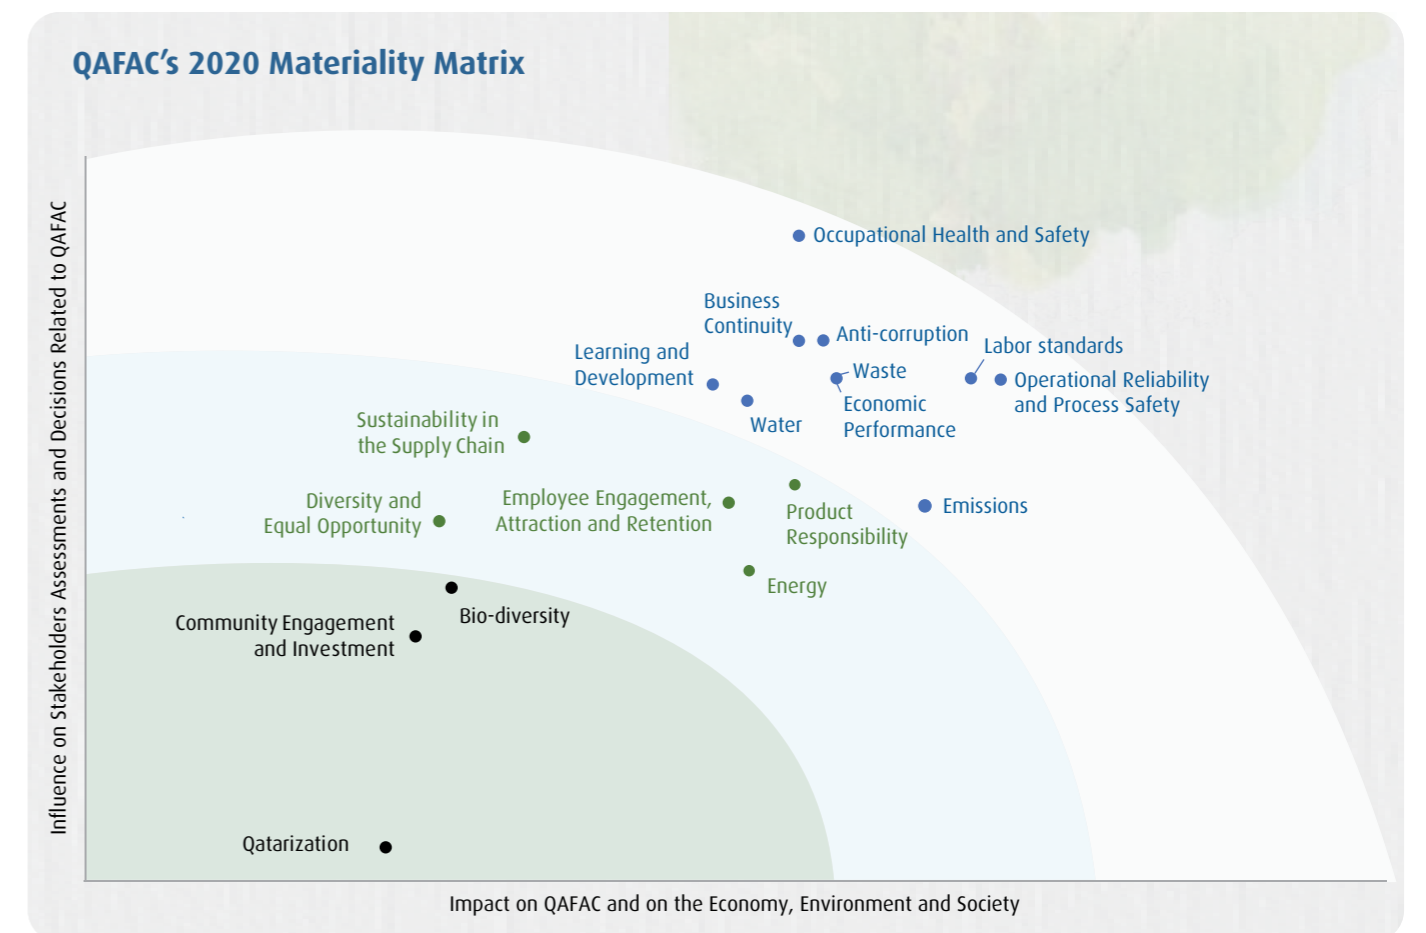 QAFAC's 2020 Materiality Matrix
Influence on Stakeholders Assessments and Decisions Related to QAFAC
Occupational Health and Safety
Business
Continuity
Anti-corruption
Labor standards
Learning and
Development
Waste
Operational Reliability
and Process Safety
Economic
Performance
Water
Sustainability in
the Supply Chain
Diversity and
Equal Opportunity
Employee Engagement,
Attraction and Retention
Product
Responsibility
Emissions
Energy
Bio-diversity
Community Engagement
and Investment
Qatarization
Impact on QAFAC and on the Economy, Environment and Society